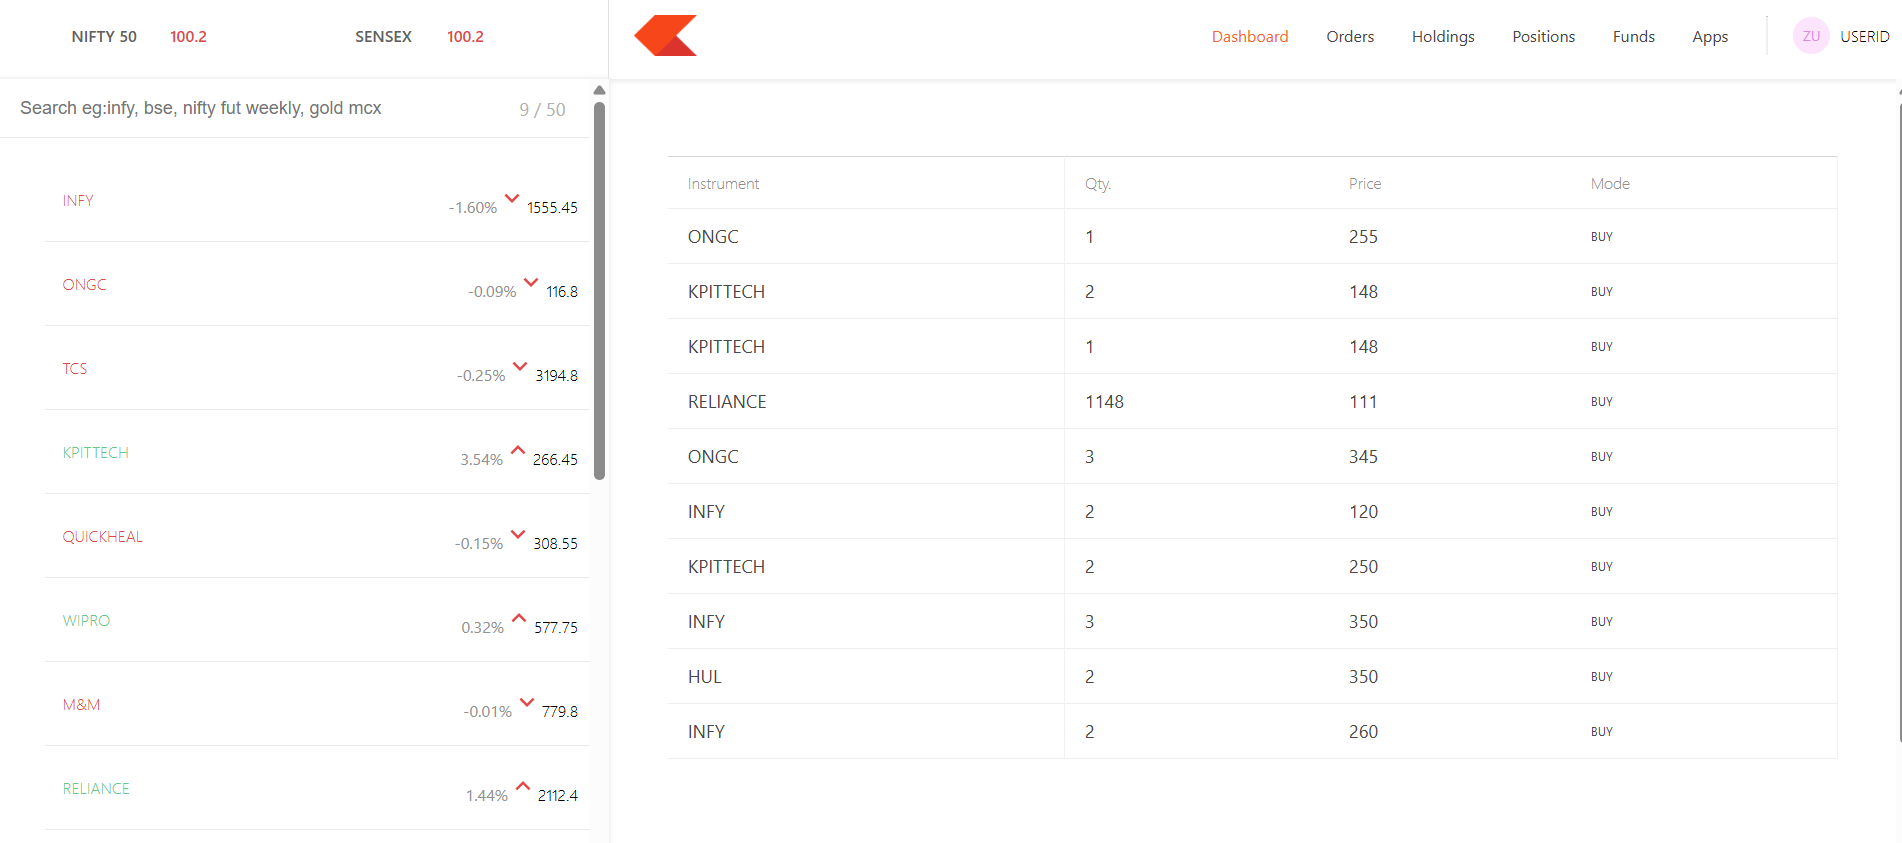 NIFTY 50 100.2 SENSEX 100.2
Dashboard Orders Holdings Positions Funds Apps ZU USERID
Search eg:infy, bse, nifty fut weekly, gold mcx 9 / 50
INFY -1.60% 1555.45
ONGC -0.09% 116.8
TCS -0.25% 3194.8
KPITTECH 3.54% 266.45
QUICKHEAL -0.15% 308.55
WIPRO 0.32% 577.75
M&M -0.01% 779.8
RELIANCE 1.44% 2112.4
Instrument Qty. Price Mode
ONGC 1 255 BUY
KPITTECH 2 148 BUY
KPITTECH 1 148 BUY
RELIANCE 1148 111 BUY
ONGC 3 345 BUY
INFY 2 120 BUY
KPITTECH 2 250 BUY
INFY 3 350 BUY
HUL 2 350 BUY
INFY 2 260 BUY